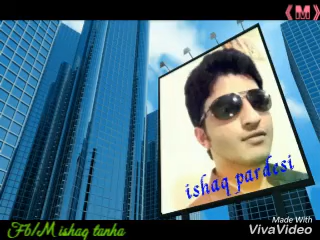 《M》
ishaq pardesi
Made With
VivaVideo
Fb/M ishaq tanha